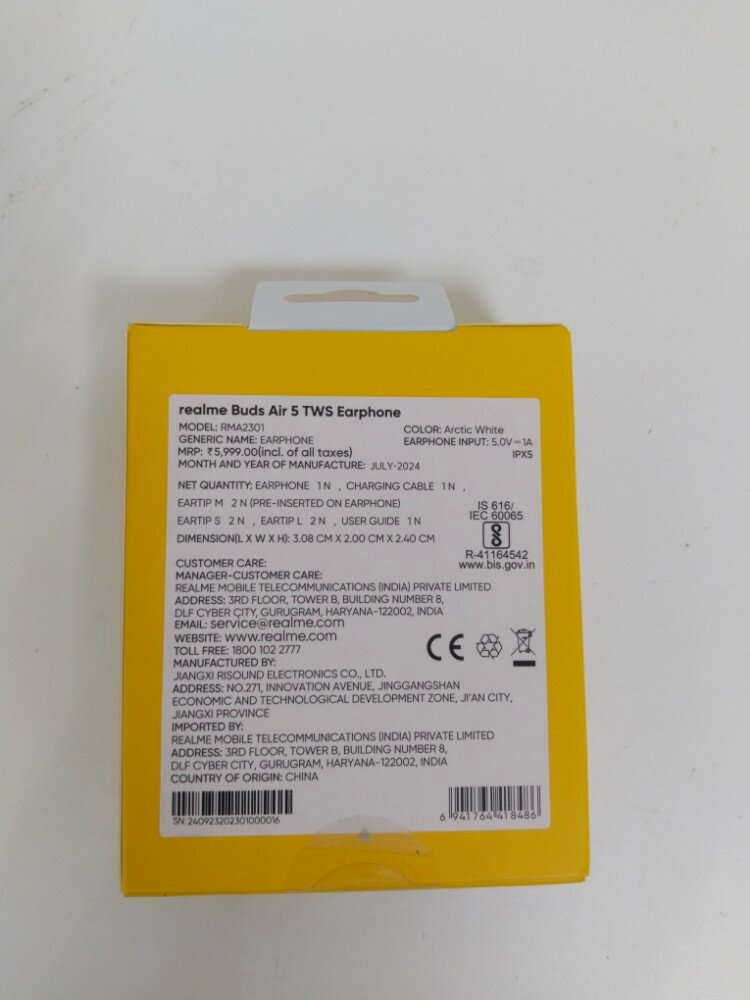 realme Buds Air 5 TWS Earphone
MODEL: RMA2301
COLOR: Arctic White
GENERIC NAME: EARPHONE
EARPHONE INPUT: 5.0V⎓1A
MRP: ₹5,999.00(incl. of all taxes)
IPX5
MONTH AND YEAR OF MANUFACTURE: JULY-2024
NET QUANTITY: EARPHONE 1 N , CHARGING CABLE 1 N ,
EARTIP M 2 N (PRE-INSERTED ON EARPHONE)
EARTIP S 2 N , EARTIP L 2 N , USER GUIDE 1 N
DIMENSION(L X W X H): 3.08 CM X 2.00 CM X 2.40 CM
IS 616/
IEC 60065
R-41164542
www.bis.gov.in
CUSTOMER CARE:
MANAGER-CUSTOMER CARE:
REALME MOBILE TELECOMMUNICATIONS (INDIA) PRIVATE LIMITED
ADDRESS: 3RD FLOOR, TOWER B, BUILDING NUMBER 8,
DLF CYBER CITY, GURUGRAM, HARYANA-122002, INDIA
EMAIL: service@realme.com
WEBSITE: www.realme.com
TOLL FREE: 1800 102 2777
CE
MANUFACTURED BY:
JIANGXI RISOUND ELECTRONICS CO., LTD.
ADDRESS: NO.271, INNOVATION AVENUE, JINGGANGSHAN
ECONOMIC AND TECHNOLOGICAL DEVELOPMENT ZONE, JI'AN CITY,
JIANGXI PROVINCE
IMPORTED BY:
REALME MOBILE TELECOMMUNICATIONS (INDIA) PRIVATE LIMITED
ADDRESS: 3RD FLOOR, TOWER B, BUILDING NUMBER 8,
DLF CYBER CITY, GURUGRAM, HARYANA-122002, INDIA
COUNTRY OF ORIGIN: CHINA
SN: 240923202301000016
6 941764 418486